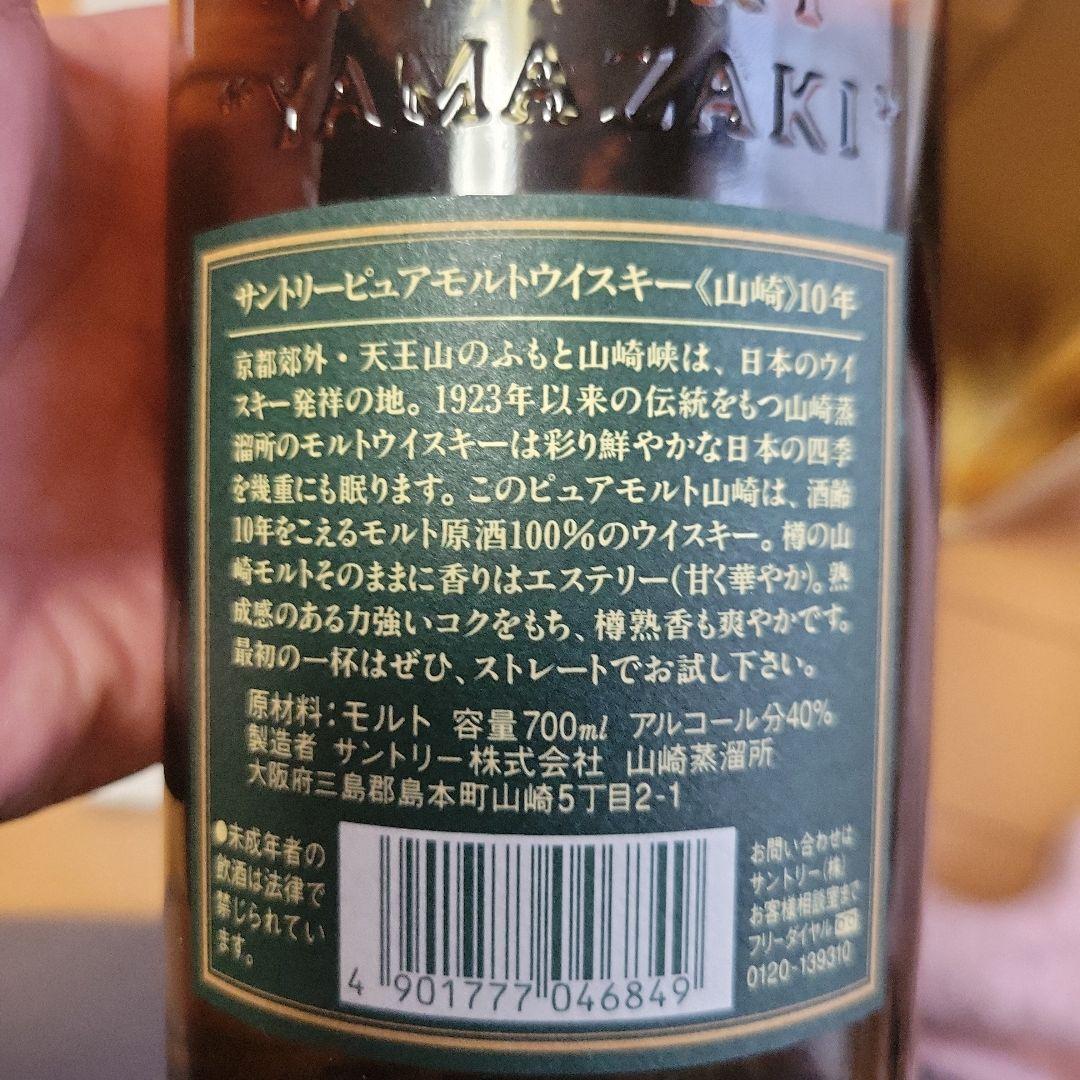 YAMAZAKI
サントリーピュアモルトウイスキー《山崎》10年
京都郊外・天王山のふもと山崎峡は、日本のウイ
スキー発祥の地。1923年以来の伝統をもつ山崎蒸
溜所のモルトウイスキーは彩り鮮やかな日本の四季
を幾重にも眠ります。このピュアモルト山崎は、酒齢
10年をこえるモルト原酒100%のウイスキー。樽の山
崎モルトそのままに香りはエステリー(甘く華やか)。熟
成感のある力強いコクをもち、樽熟香も爽やかです。
最初の一杯はぜひ、ストレートでお試し下さい。
原材料:モルト 容量700ml アルコール分40%
製造者 サントリー株式会社 山崎蒸溜所
大阪府三島郡島本町山崎5丁目2-1
●未成年者の
飲酒は法律で
禁じられてい
ます。
4 901777 046849
お問い合わせは
サントリー(株)
お客様相談室まで
フリーダイヤル
0120-139310